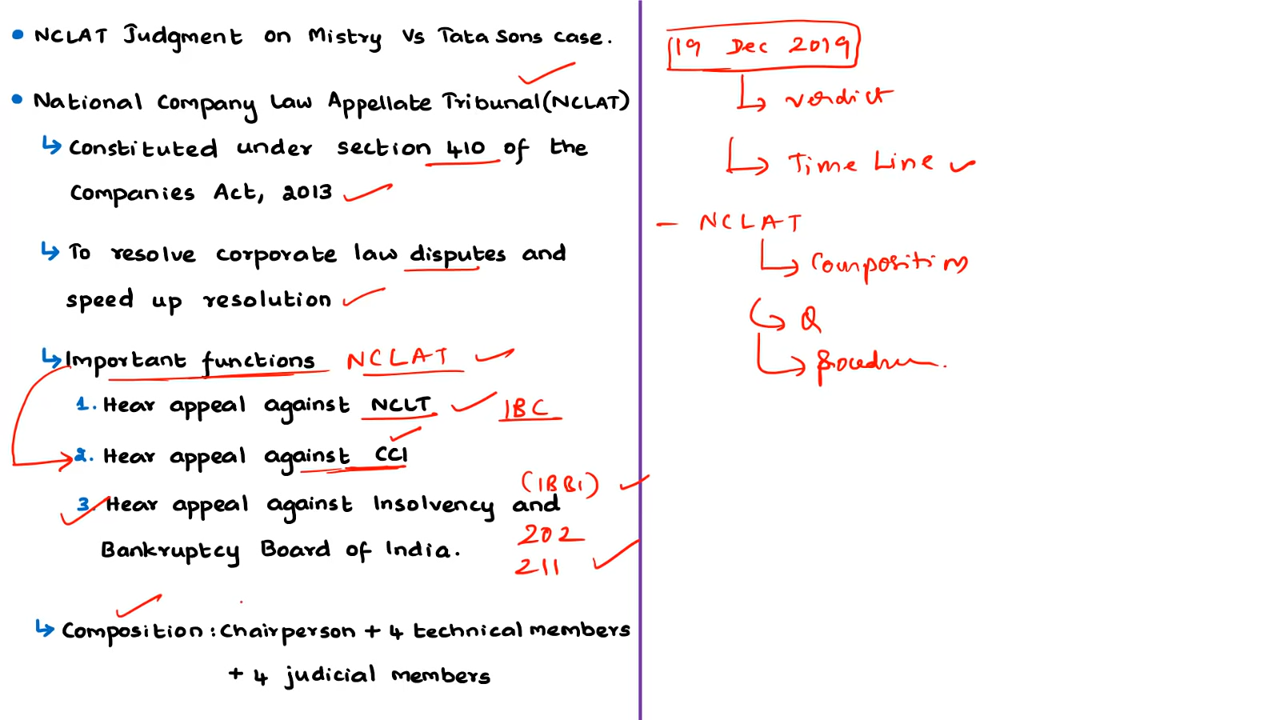 • NCLAT Judgment on Mistry Vs Tata Sons case.
• National Company Law Appellate Tribunal (NCLAT)
↳ Constituted under section 410 of the
Companies Act, 2013
↳ To resolve corporate law disputes and
speed up resolution
↳ Important functions NCLAT
1. Hear appeal against NCLT IBC
2. Hear appeal against CCI
(IBBI)
3. Hear appeal against Insolvency and
202
Bankruptcy Board of India.
211
↳ Composition: Chairperson + 4 technical members
+ 4 judicial members
19 Dec 2019
↳ Verdict
↳ Time Line
- NCLAT
↳ Composition
↳ Q
↳ Procedure.